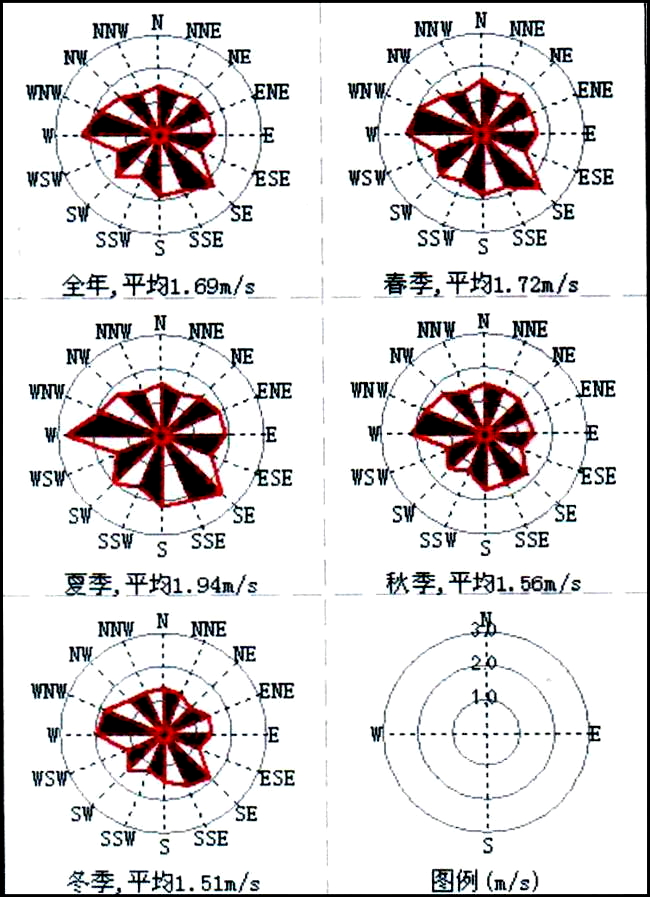 N
NNW NNE
NW NE
WNW ENE
W E
WSW ESE
SW SE
SSW SSE
S
全年,平均1.69m/s
N
NNW NNE
NW NE
WNW ENE
W E
WSW ESE
SW SE
SSW SSE
S
春季,平均1.72m/s
N
NNW NNE
NW NE
WNW ENE
W E
WSW ESE
SW SE
SSW SSE
S
夏季,平均1.94m/s
N
NNW NNE
NW NE
WNW ENE
W E
WSW ESE
SW SE
SSW SSE
S
秋季,平均1.56m/s
N
NNW NNE
NW NE
WNW ENE
W E
WSW ESE
SW SE
SSW SSE
S
冬季,平均1.51m/s
N
3.0
2.0
1.0
W E
S
图例(m/s)